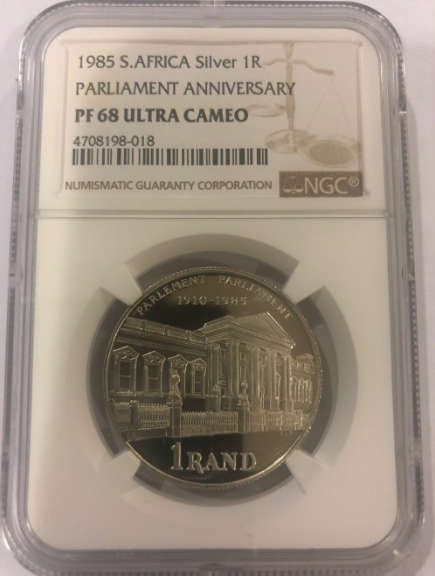 1985 S.AFRICA Silver 1R
PARLIAMENT ANNIVERSARY
PF 68 ULTRA CAMEO
4708198-018
NUMISMATIC GUARANTY CORPORATION
NGC®
PARLEMENT PARLIAMENT
1910-1985
1 RAND